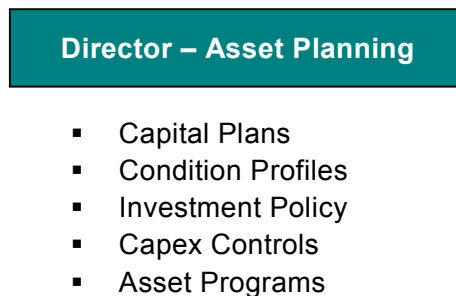 Director – Asset Planning
▪ Capital Plans
▪ Condition Profiles
▪ Investment Policy
▪ Capex Controls
▪ Asset Programs